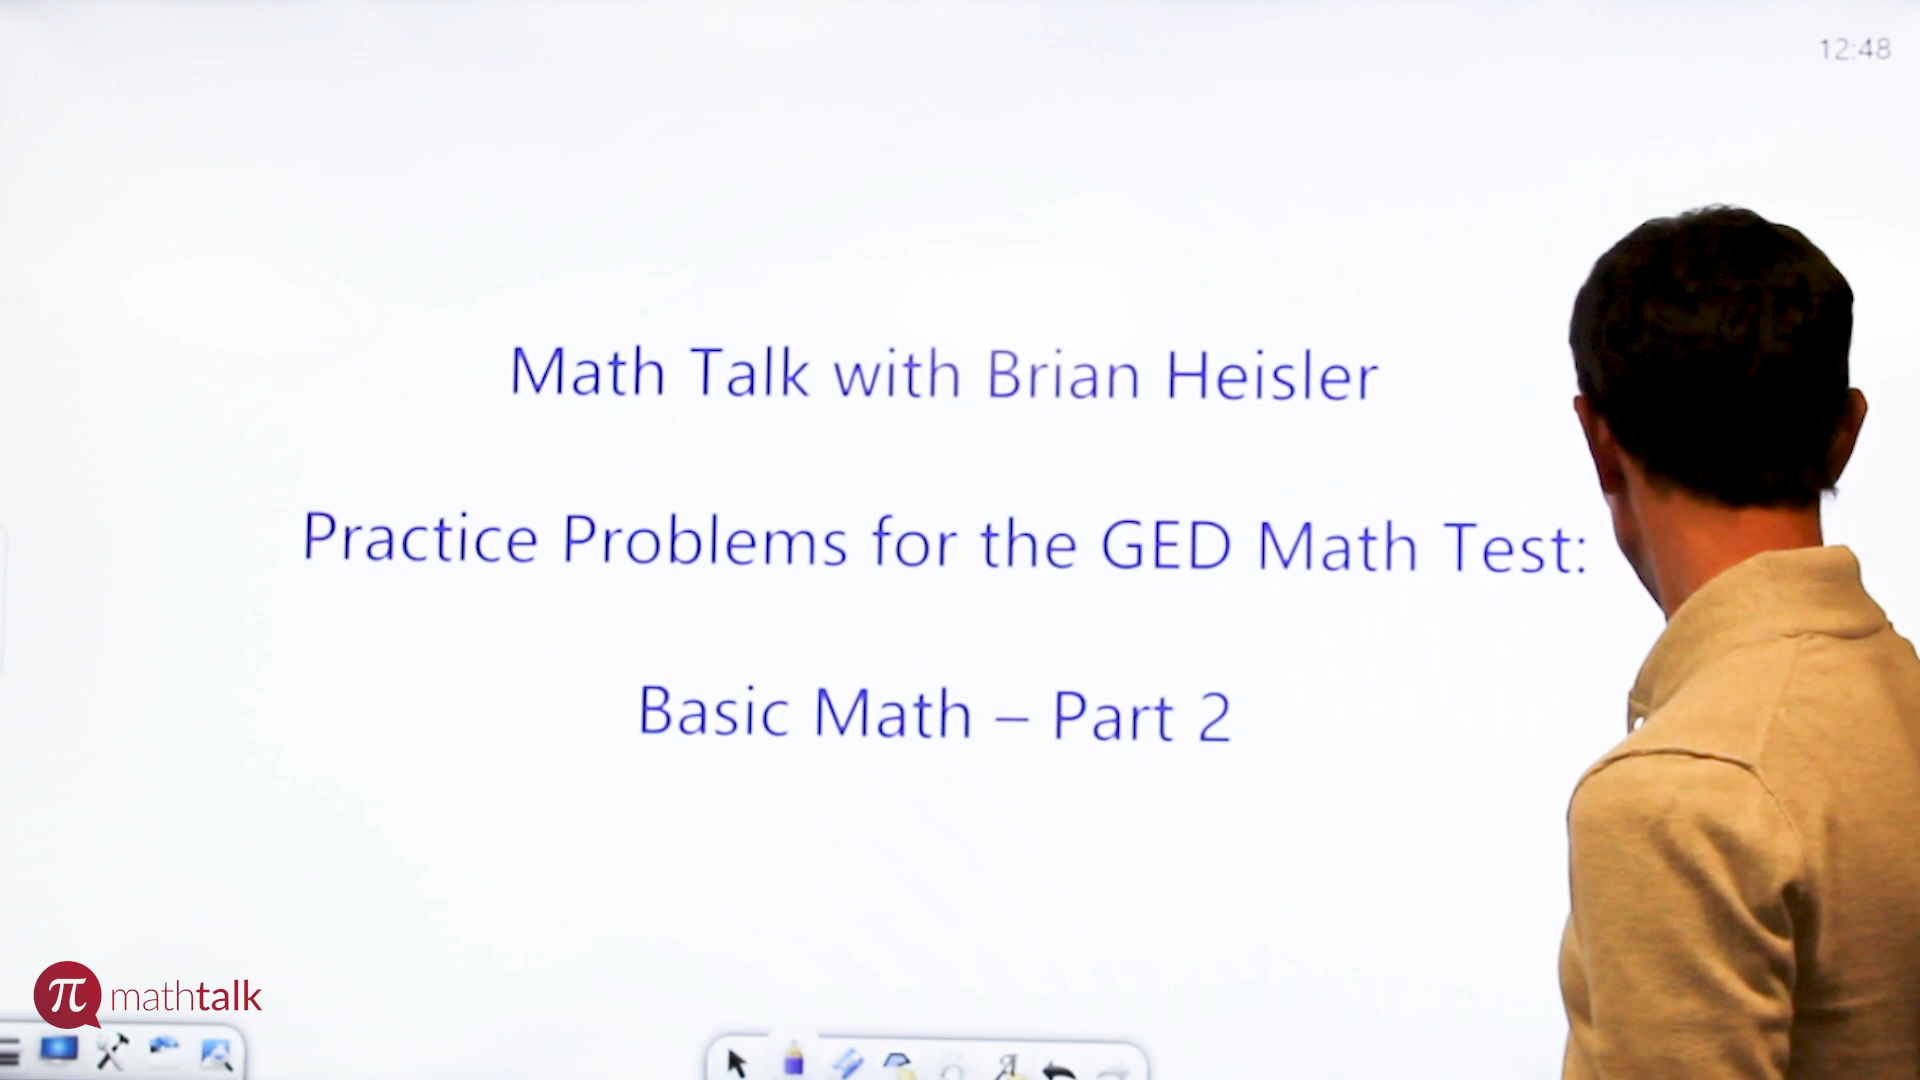 12:48
Math Talk with Brian Heisler
Practice Problems for the GED Math Test:
Basic Math – Part 2
π mathtalk